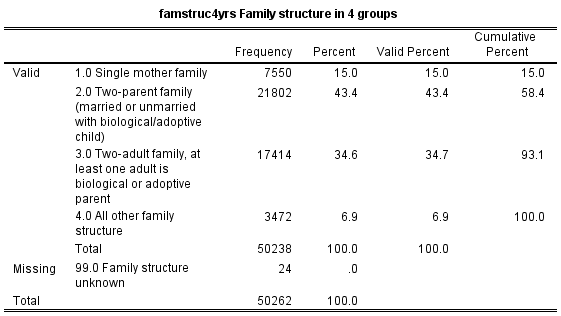 famstruc4yrs Family structure in 4 groups
Cumulative
Frequency Percent Valid Percent Percent
Valid 1.0 Single mother family 7550 15.0 15.0 15.0
2.0 Two-parent family 21802 43.4 43.4 58.4
(married or unmarried
with biological/adoptive
child)
3.0 Two-adult family, at 17414 34.6 34.7 93.1
least one adult is
biological or adoptive
parent
4.0 All other family 3472 6.9 6.9 100.0
structure
Total 50238 100.0 100.0
Missing 99.0 Family structure 24 .0
unknown
Total 50262 100.0